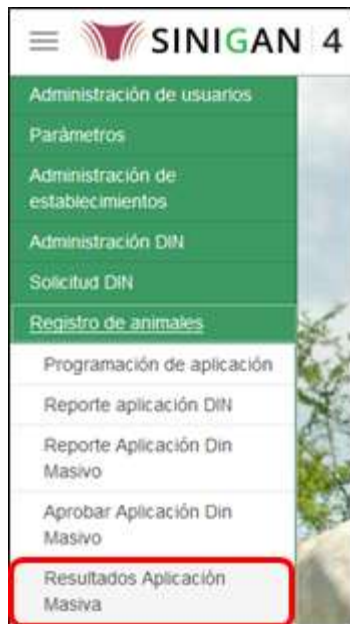 SINIGAN 4
Administración de usuarios
Paràmetros
Administración de
establecimientos
Administración DIN
Solicitud DIN
Registro de animales
Programación de aplicación
Reporte aplicación DIN
Reporte Aplicación Din
Masivo
Aprobar Aplicación Din
Masivo
Resultados Aplicación
Masiva